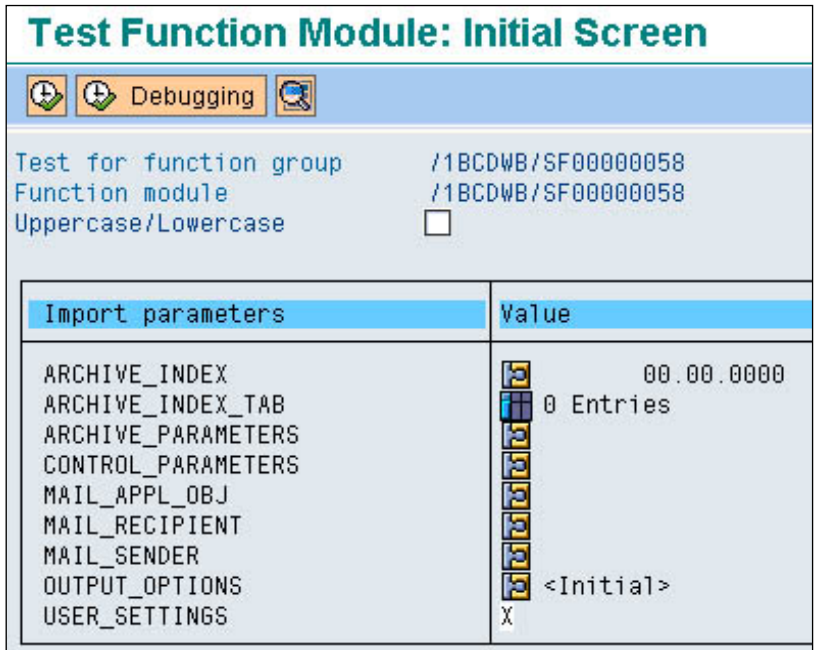 Test Function Module: Initial Screen
Debugging
Test for function group /1BCDWB/SF00000058
Function module /1BCDWB/SF00000058
Uppercase/Lowercase
Import parameters Value
ARCHIVE_INDEX 00.00.0000
ARCHIVE_INDEX_TAB 0 Entries
ARCHIVE_PARAMETERS
CONTROL_PARAMETERS
MAIL_APPL_OBJ
MAIL_RECIPIENT
MAIL_SENDER
OUTPUT_OPTIONS <Initial>
USER_SETTINGS X